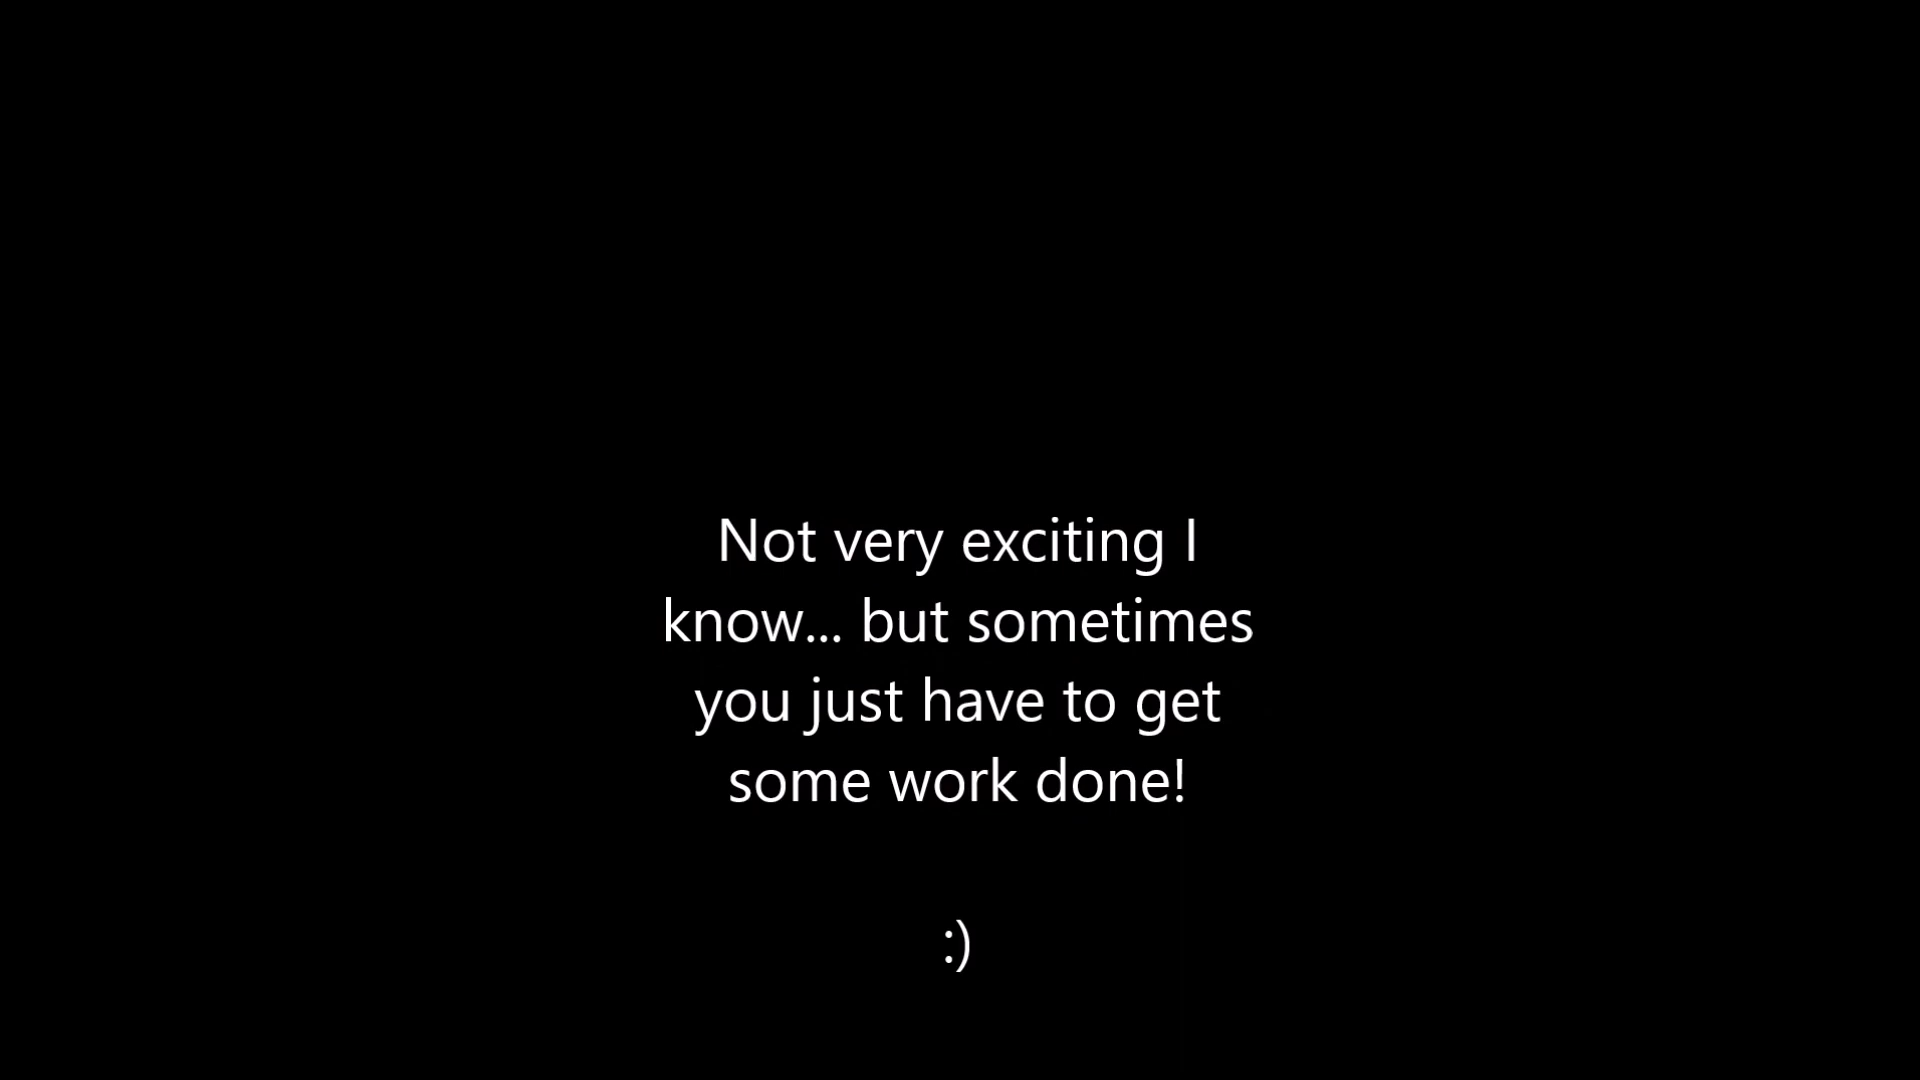 Not very exciting I
know... but sometimes
you just have to get
some work done!
:)